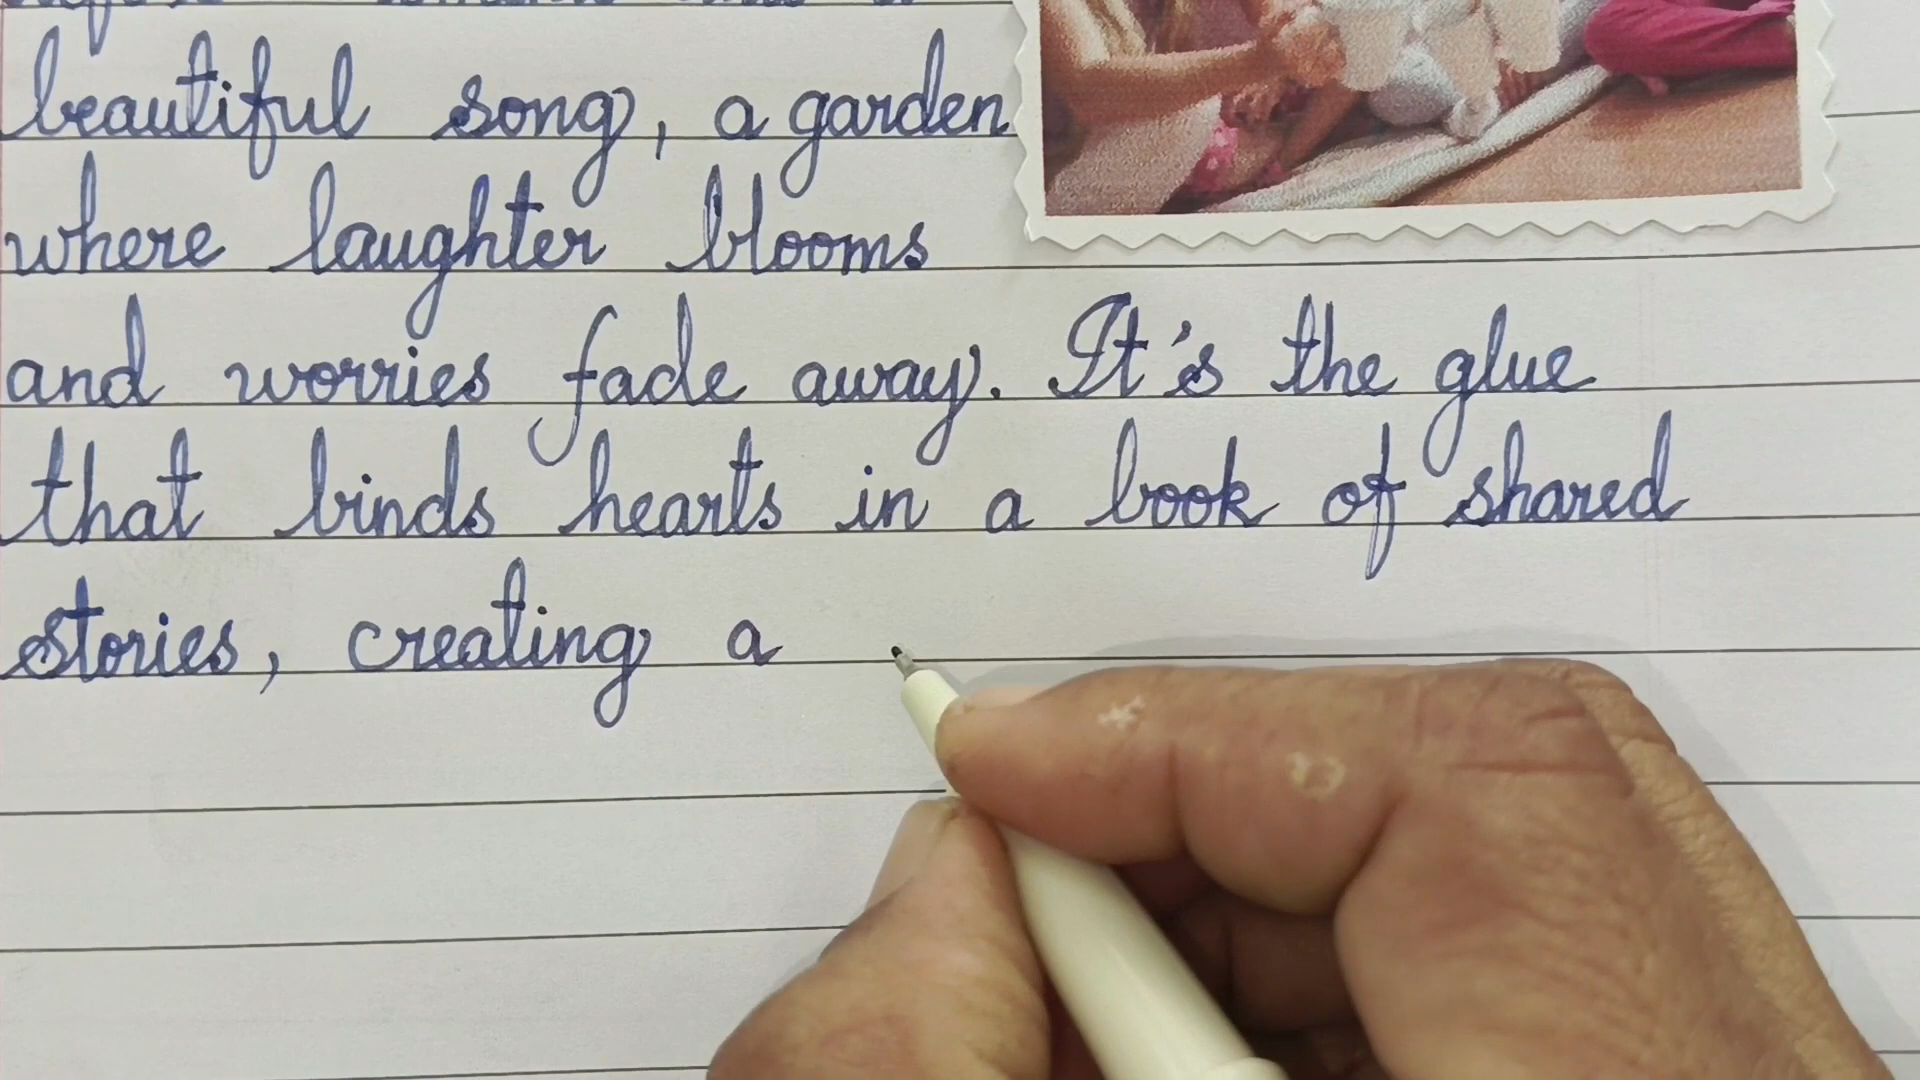 beautiful song, a garden
where laughter blooms
and worries fade away. It's the glue
that binds hearts in a book of shared
stories, creating a